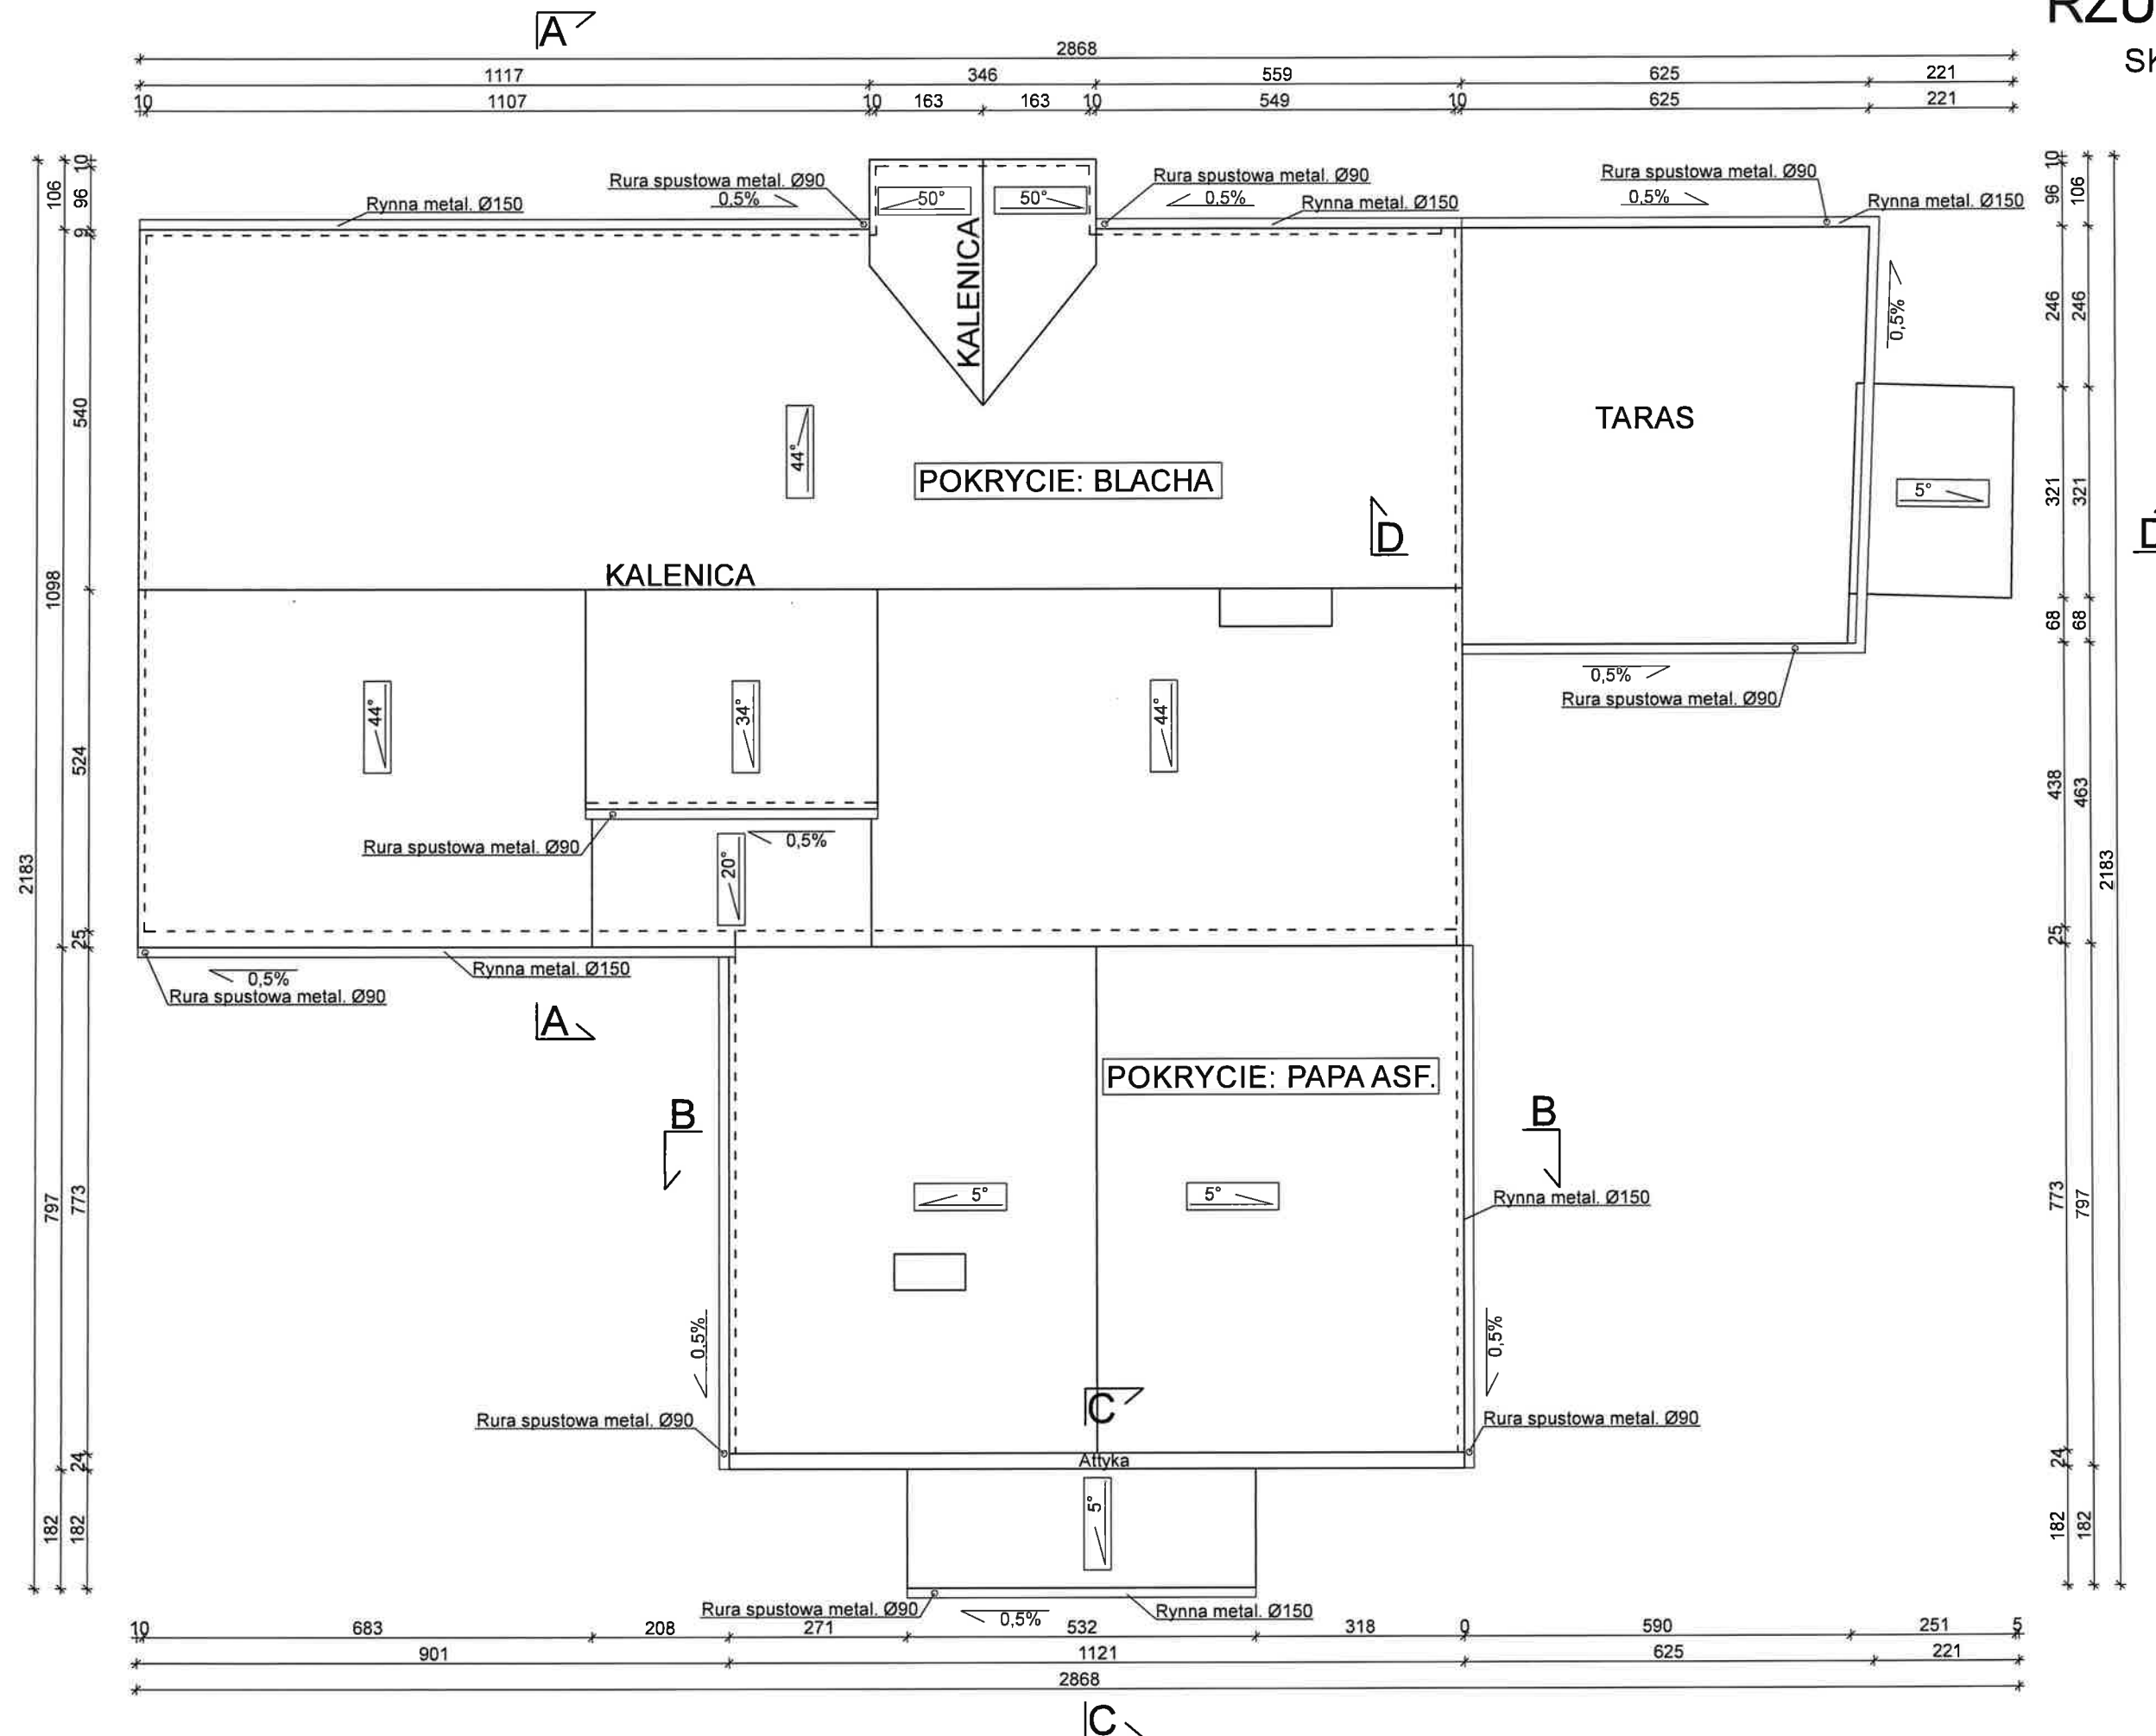 RZU
SK
A
2868
1117 346 559 625 221
10 1107 10 163 163 10 549 10 625 221
Rura spustowa metal. Ø90
0,5%
Rynna metal. Ø150
50°
50°
KALENICA
Rura spustowa metal. Ø90
0.5%
Rynna metal. Ø150
Rura spustowa metal. Ø90
0,5%
Rynna metal. Ø150
0,5%
TARAS
44°
POKRYCIE: BLACHA
5°
D
D
KALENICA
44°
34°
44°
0,5%
Rura spustowa metal. Ø90
Rura spustowa metal. Ø90
0,5%
20°
0,5%
Rynna metal. Ø150
Rura spustowa metal. Ø90
A
POKRYCIE: PAPA ASF.
B
B
5°
5°
Rynna metal. Ø150
0.5%
0,5%
C
Rura spustowa metal. Ø90
Rura spustowa metal. Ø90
Attyka
5°
Rura spustowa metal. Ø90
0,5%
Rynna metal. Ø150
10 683 208 271 532 318 0 590 251 5
901 1121 625 221
2868
C
2183
106 1098 797 182
10 96 9 540 524 25 773 24 182
10 96 246 321 68 438 25 773 24 182
106 246 321 68 463 797 182
2183